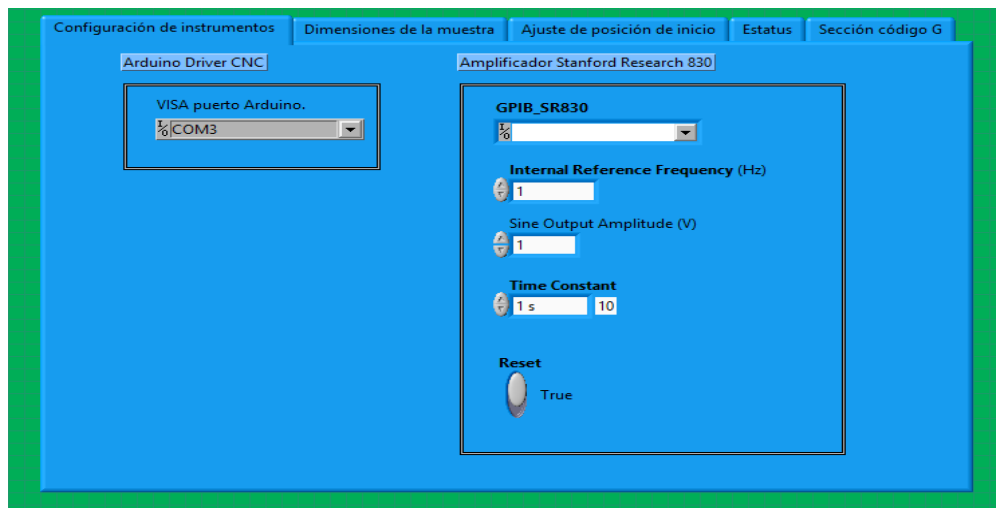 Configuración de instrumentos
Dimensiones de la muestra
Ajuste de posición de inicio
Estatus
Sección código G
Arduino Driver CNC
VISA puerto Arduino.
COM3
Amplificador Stanford Research 830
GPIB_SR830
Internal Reference Frequency (Hz)
1
Sine Output Amplitude (V)
1
Time Constant
1 s 10
Reset
True